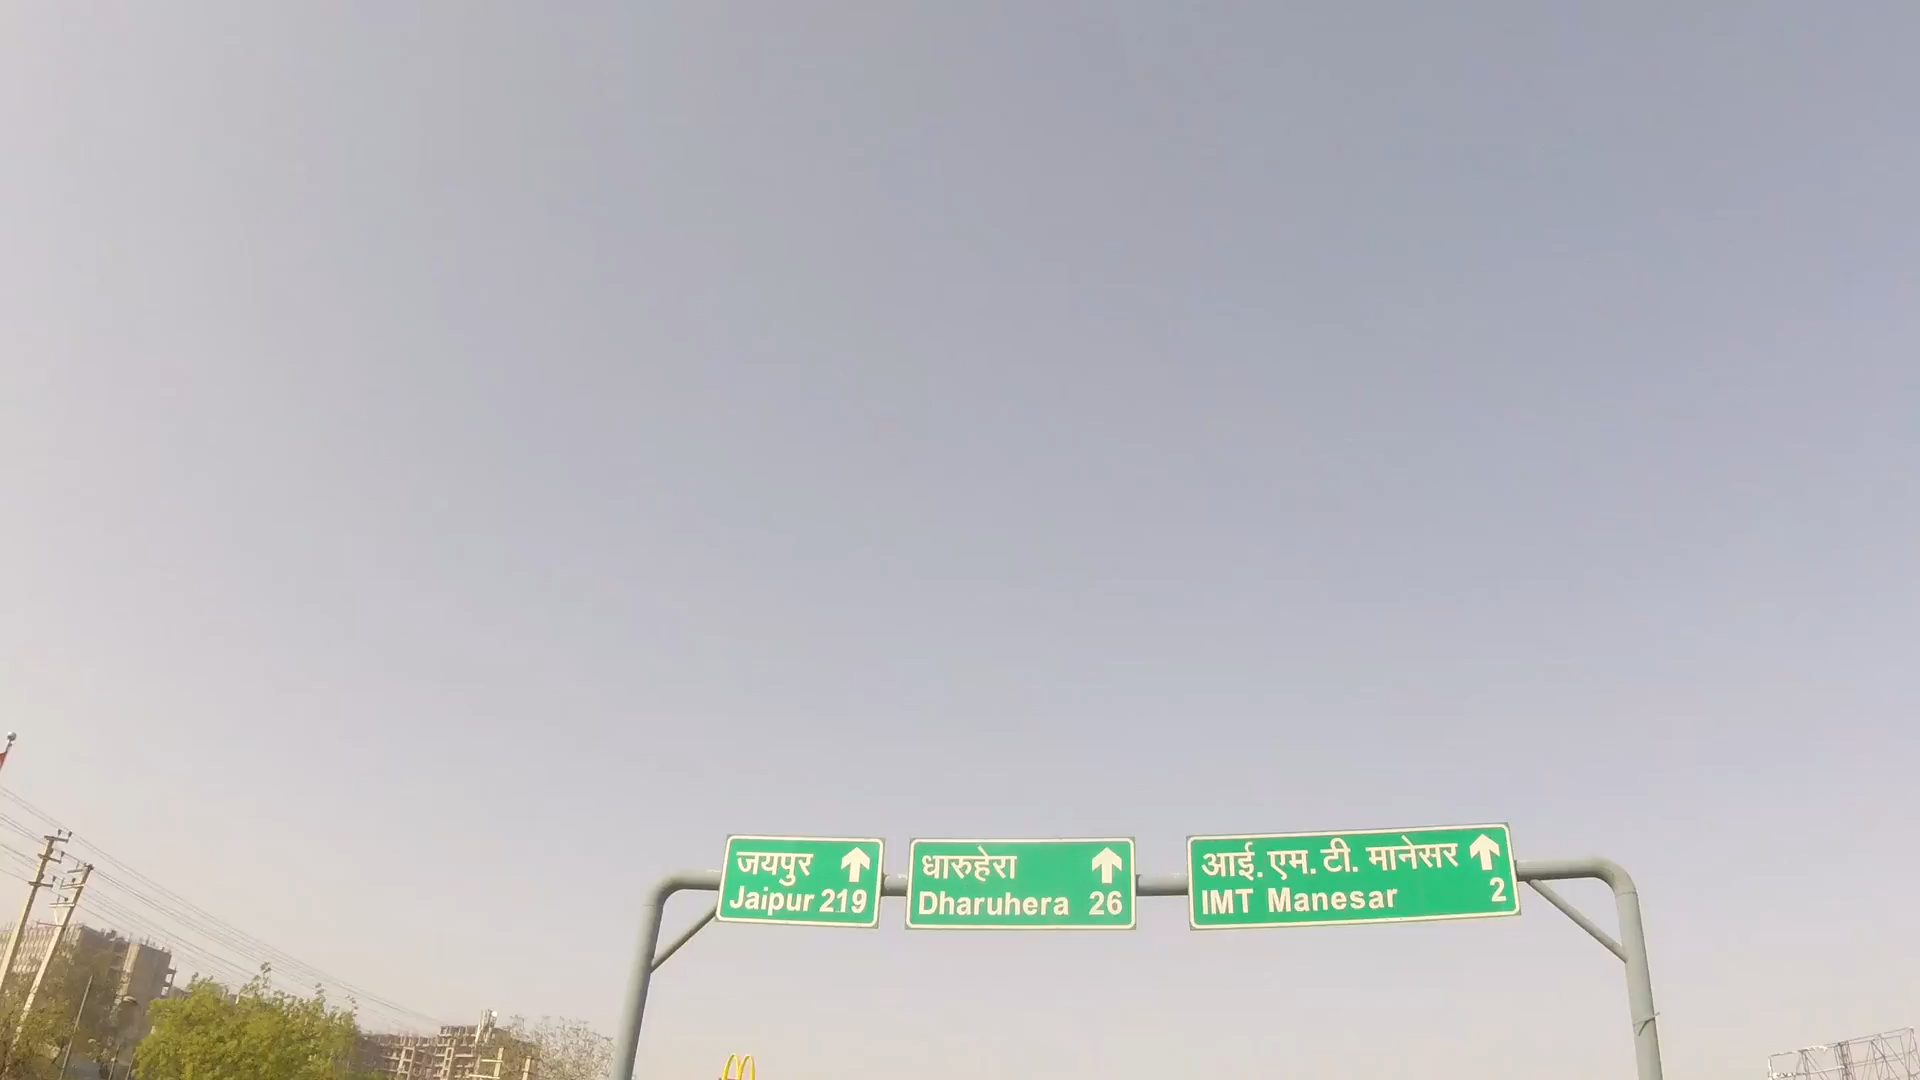 जयपुर
Jaipur 219
धारुहेरा
Dharuhera 26
आई. एम. टी. मानेसर
IMT Manesar 2